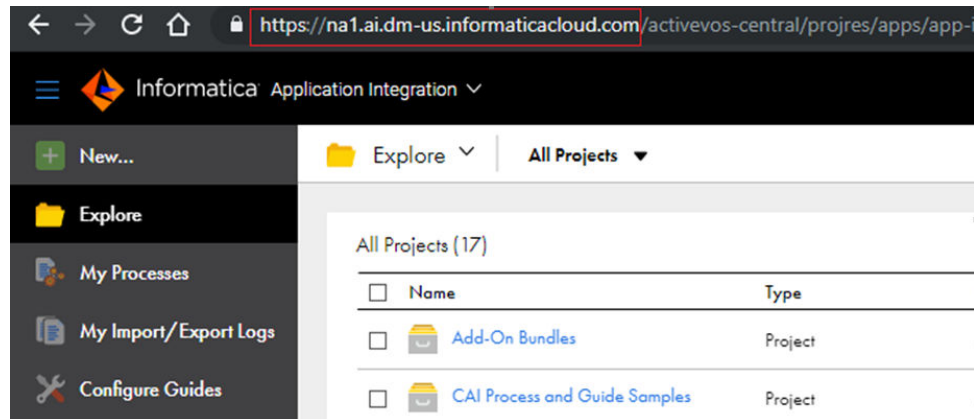 https://na1.ai.dm-us.informaticacloud.com/activevos-central/projres/apps/app-
Informatica Application Integration
New...
Explore
All Projects
Explore
All Projects (17)
My Processes
Name Type
My Import/Export Logs
Add-On Bundles Project
Configure Guides
CAI Process and Guide Samples Project